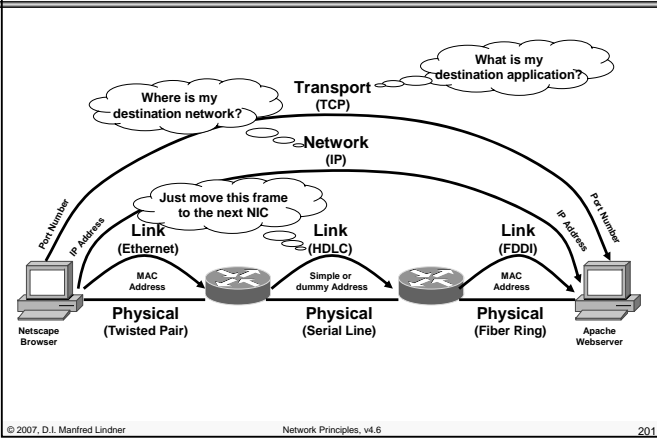 What is my
destination application?
Transport
(TCP)
Where is my
destination network?
Network
(IP)
Just move this frame
to the next NIC
Port Number
IP Address
IP Address
Port Number
Link
(Ethernet)
Link
(HDLC)
Link
(FDDI)
MAC
Address
Simple or
dummy Address
MAC
Address
Netscape
Browser
Physical
(Twisted Pair)
Physical
(Serial Line)
Physical
(Fiber Ring)
Apache
Webserver
© 2007, D.I. Manfred Lindner
Network Principles, v4.6
201